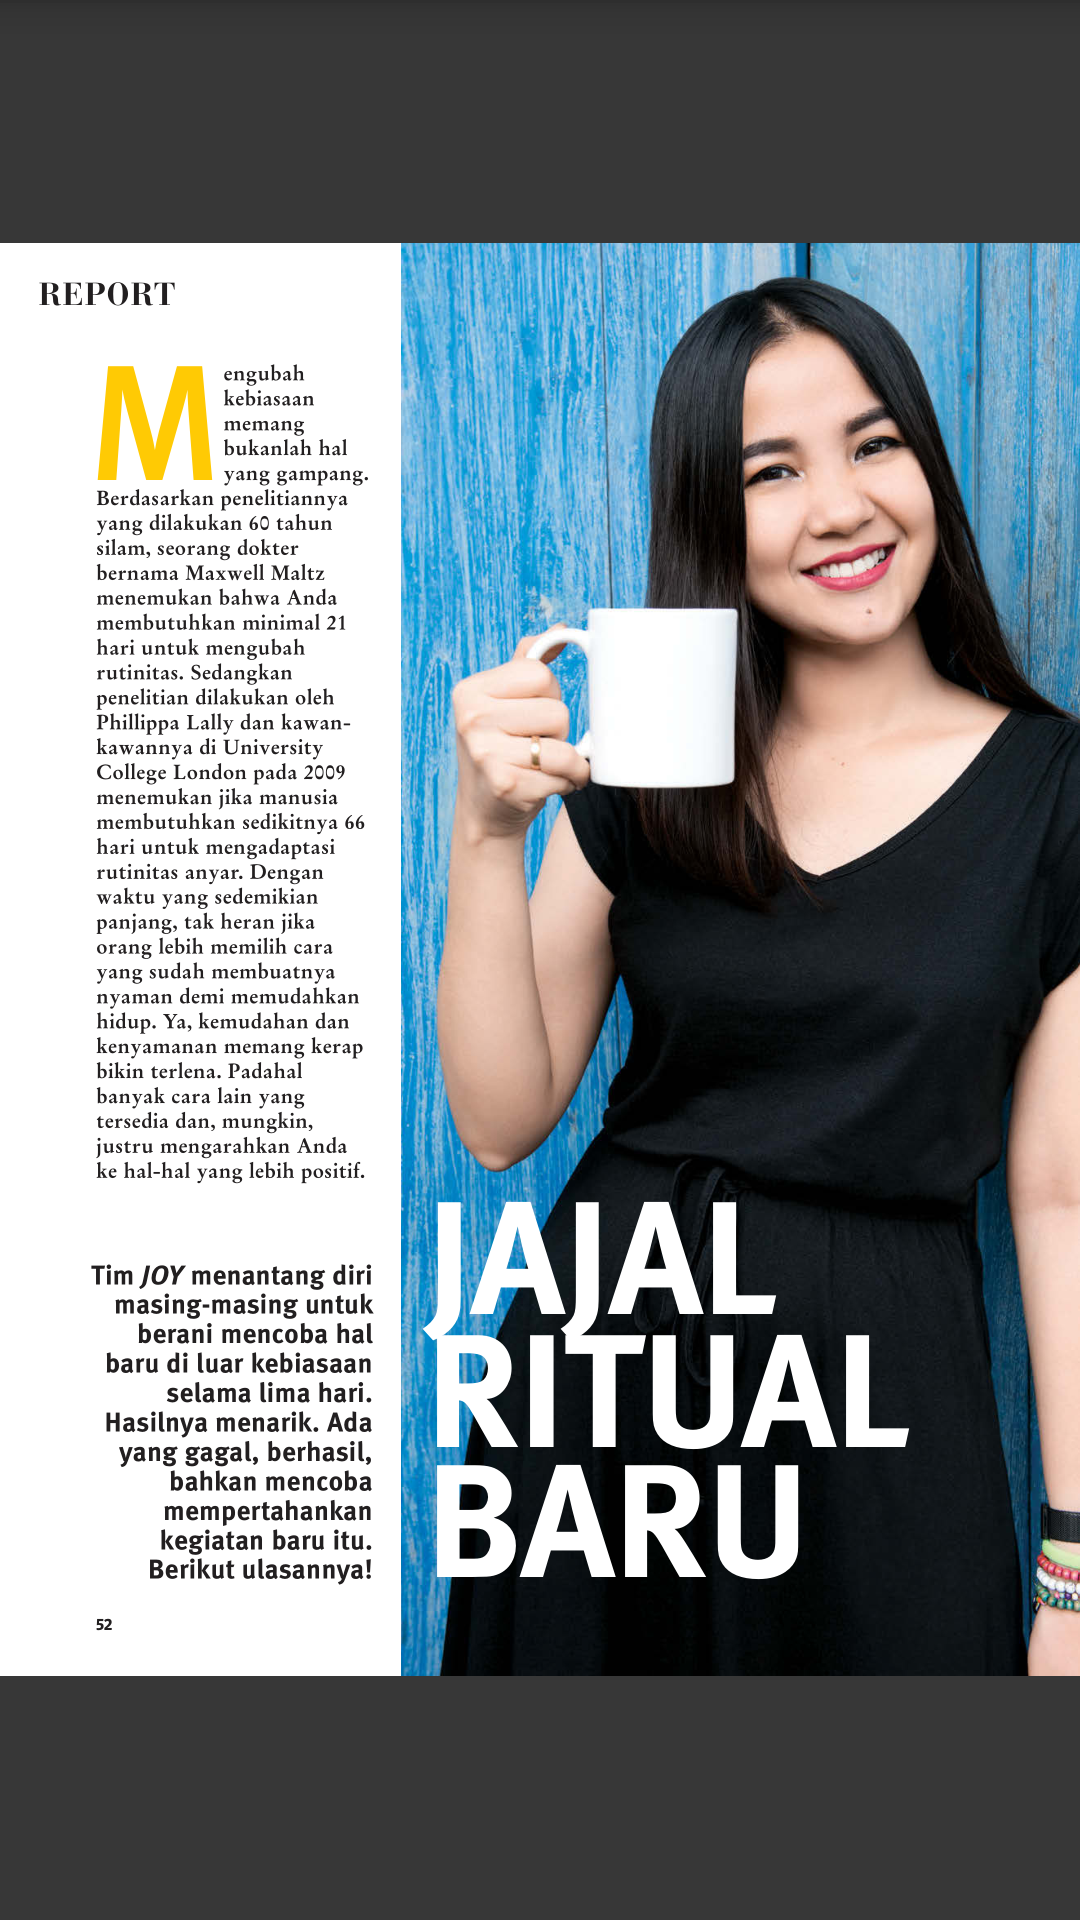 REPORT
Mengubah
kebiasaan
memang
bukanlah hal
yang gampang.
Berdasarkan penelitiannya
yang dilakukan 60 tahun
silam, seorang dokter
bernama Maxwell Maltz
menemukan bahwa Anda
membutuhkan minimal 21
hari untuk mengubah
rutinitas. Sedangkan
penelitian dilakukan oleh
Phillippa Lally dan kawan-
kawannya di University
College London pada 2009
menemukan jika manusia
membutuhkan sedikitnya 66
hari untuk mengadaptasi
rutinitas anyar. Dengan
waktu yang sedemikian
panjang, tak heran jika
orang lebih memilih cara
yang sudah membuatnya
nyaman demi memudahkan
hidup. Ya, kemudahan dan
kenyamanan memang kerap
bikin terlena. Padahal
banyak cara lain yang
tersedia dan, mungkin,
justru mengarahkan Anda
ke hal-hal yang lebih positif.
Tim JOY menantang diri
masing-masing untuk
berani mencoba hal
baru di luar kebiasaan
selama lima hari.
Hasilnya menarik. Ada
yang gagal, berhasil,
bahkan mencoba
mempertahankan
kegiatan baru itu.
Berikut ulasannya!
52
JAJAL
RITUAL
BARU